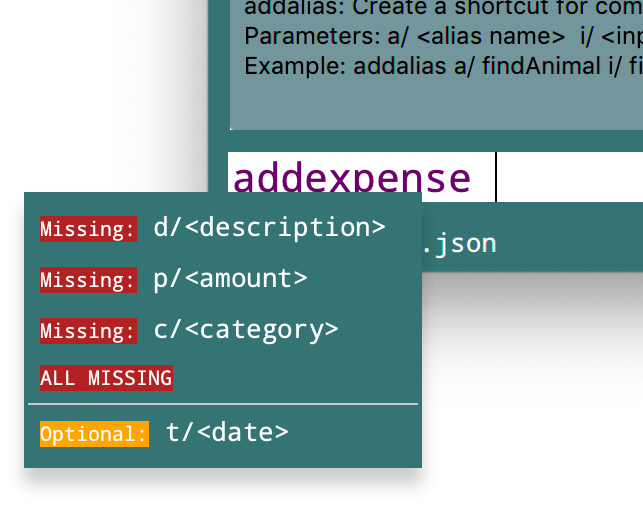 addalias: Create a shortcut for com
Parameters: a/ <alias name> i/ <inp
Example: addalias a/ findAnimal i/ fi
addexpense
.json
Missing: d/<description>
Missing: p/<amount>
Missing: c/<category>
ALL MISSING
Optional: t/<date>